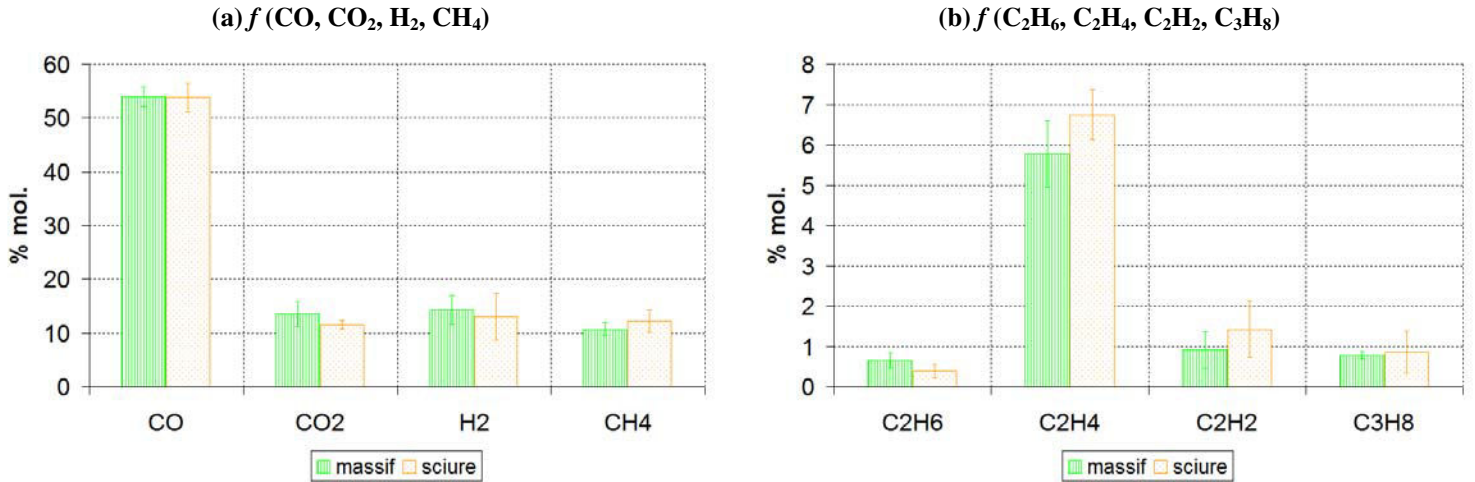 (a) f (CO, CO₂, H₂, CH₄)
% mol.
60
50
40
30
20
10
0
CO CO2 H2 CH4
massif sciure
(b) f (C₂H₆, C₂H₄, C₂H₂, C₃H₈)
% mol.
8
7
6
5
4
3
2
1
0
C2H6 C2H4 C2H2 C3H8
massif sciure